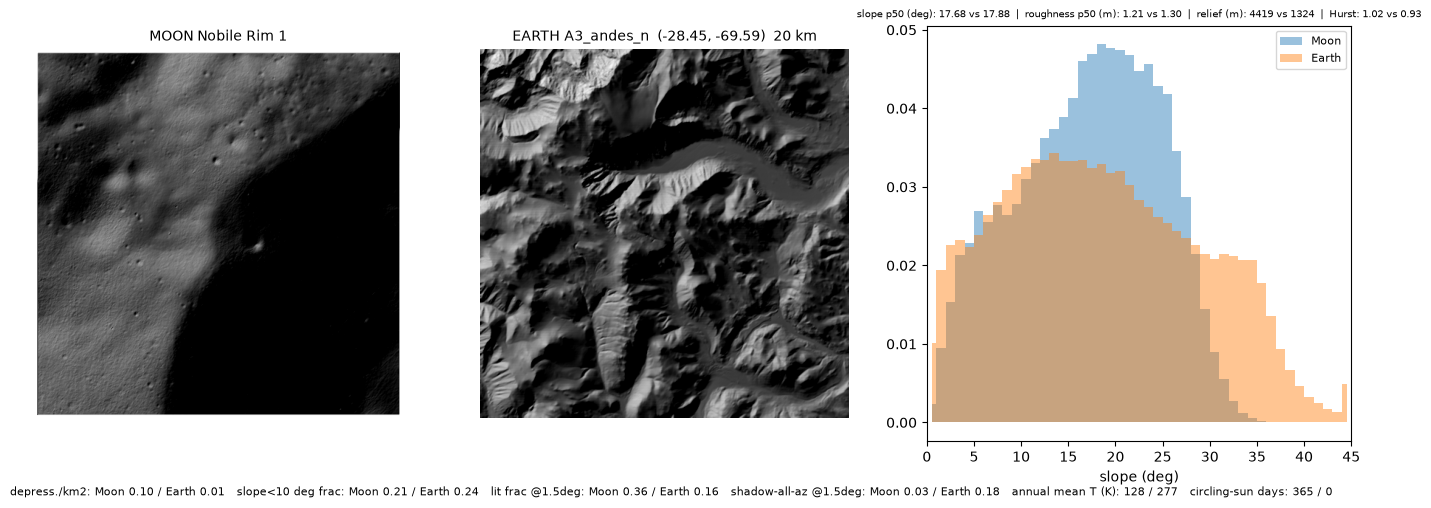 slope p50 (deg): 17.68 vs 17.88 | roughness p50 (m): 1.21 vs 1.30 | relief (m): 4419 vs 1324 | Hurst: 1.02 vs 0.93
MOON Nobile Rim 1
EARTH A3_andes_n (-28.45, -69.59) 20 km
Moon
Earth
0.05
0.04
0.03
0.02
0.01
0.00
0 5 10 15 20 25 30 35 40 45
slope (deg)
depress./km2: Moon 0.10 / Earth 0.01 slope<10 deg frac: Moon 0.21 / Earth 0.24 lit frac @1.5deg: Moon 0.36 / Earth 0.16 shadow-all-az @1.5deg: Moon 0.03 / Earth 0.18 annual mean T (K): 128 / 277 circling-sun days: 365 / 0